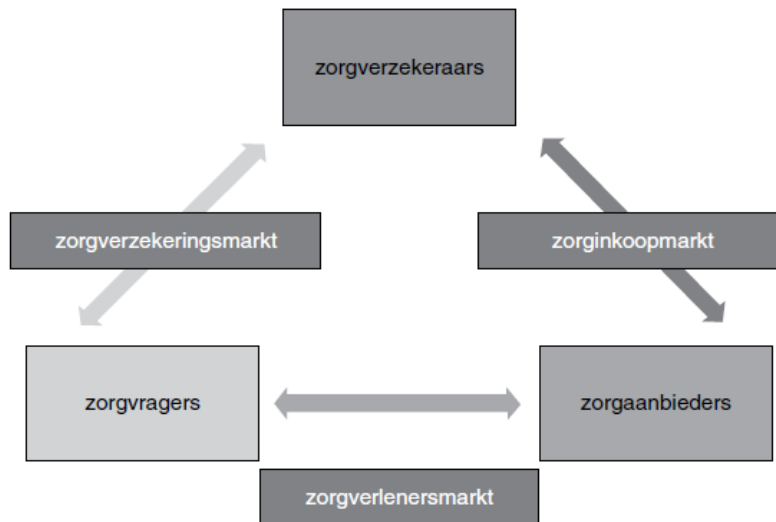 zorgverzekeraars
zorgverzekeringsmarkt
zorginkoopmarkt
zorgvragers
zorgaanbieders
zorgverlenersmarkt